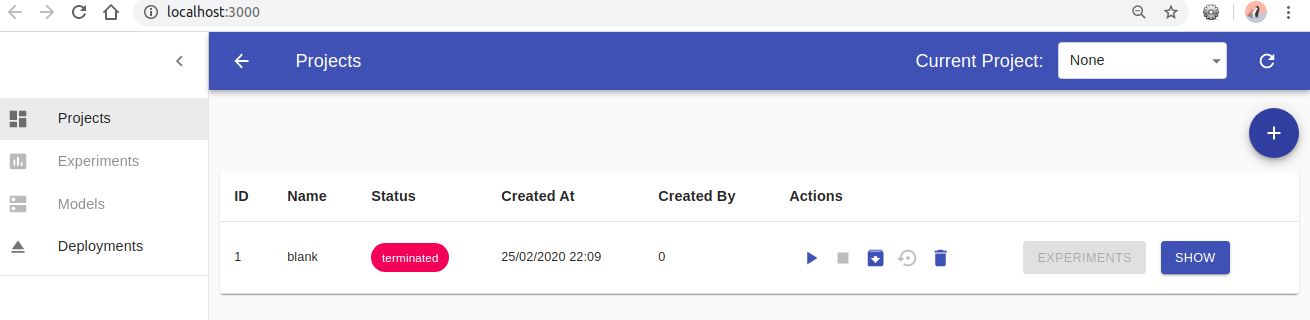 localhost:3000
Projects
Current Project:
None
Projects
Experiments
Models
Deployments
ID Name Status Created At Created By Actions
1 blank terminated 25/02/2020 22:09 0 EXPERIMENTS SHOW